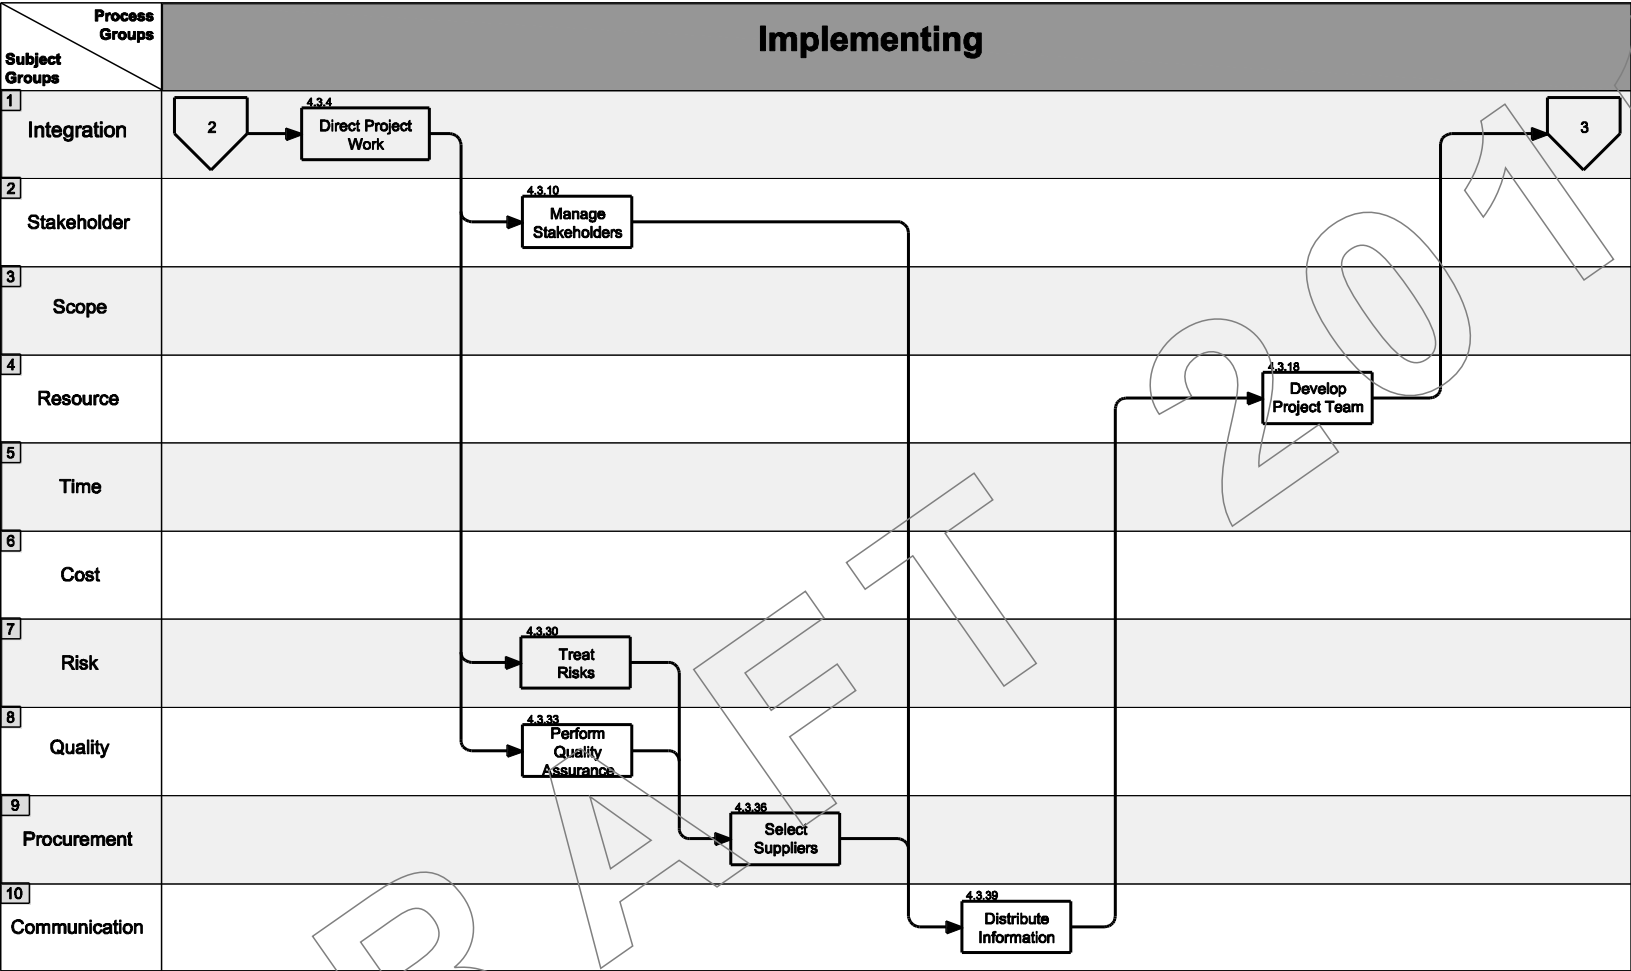 Process
Groups
Subject
Groups
Implementing
1
Integration
2
4.3.4
Direct Project
Work
3
2
Stakeholder
4.3.10
Manage
Stakeholders
3
Scope
4
Resource
4.3.18
Develop
Project Team
5
Time
6
Cost
7
Risk
4.3.30
Treat
Risks
8
Quality
4.3.33
Perform
Quality
Assurance
9
Procurement
4.3.36
Select
Suppliers
10
Communication
4.3.39
Distribute
Information
RAFT 201